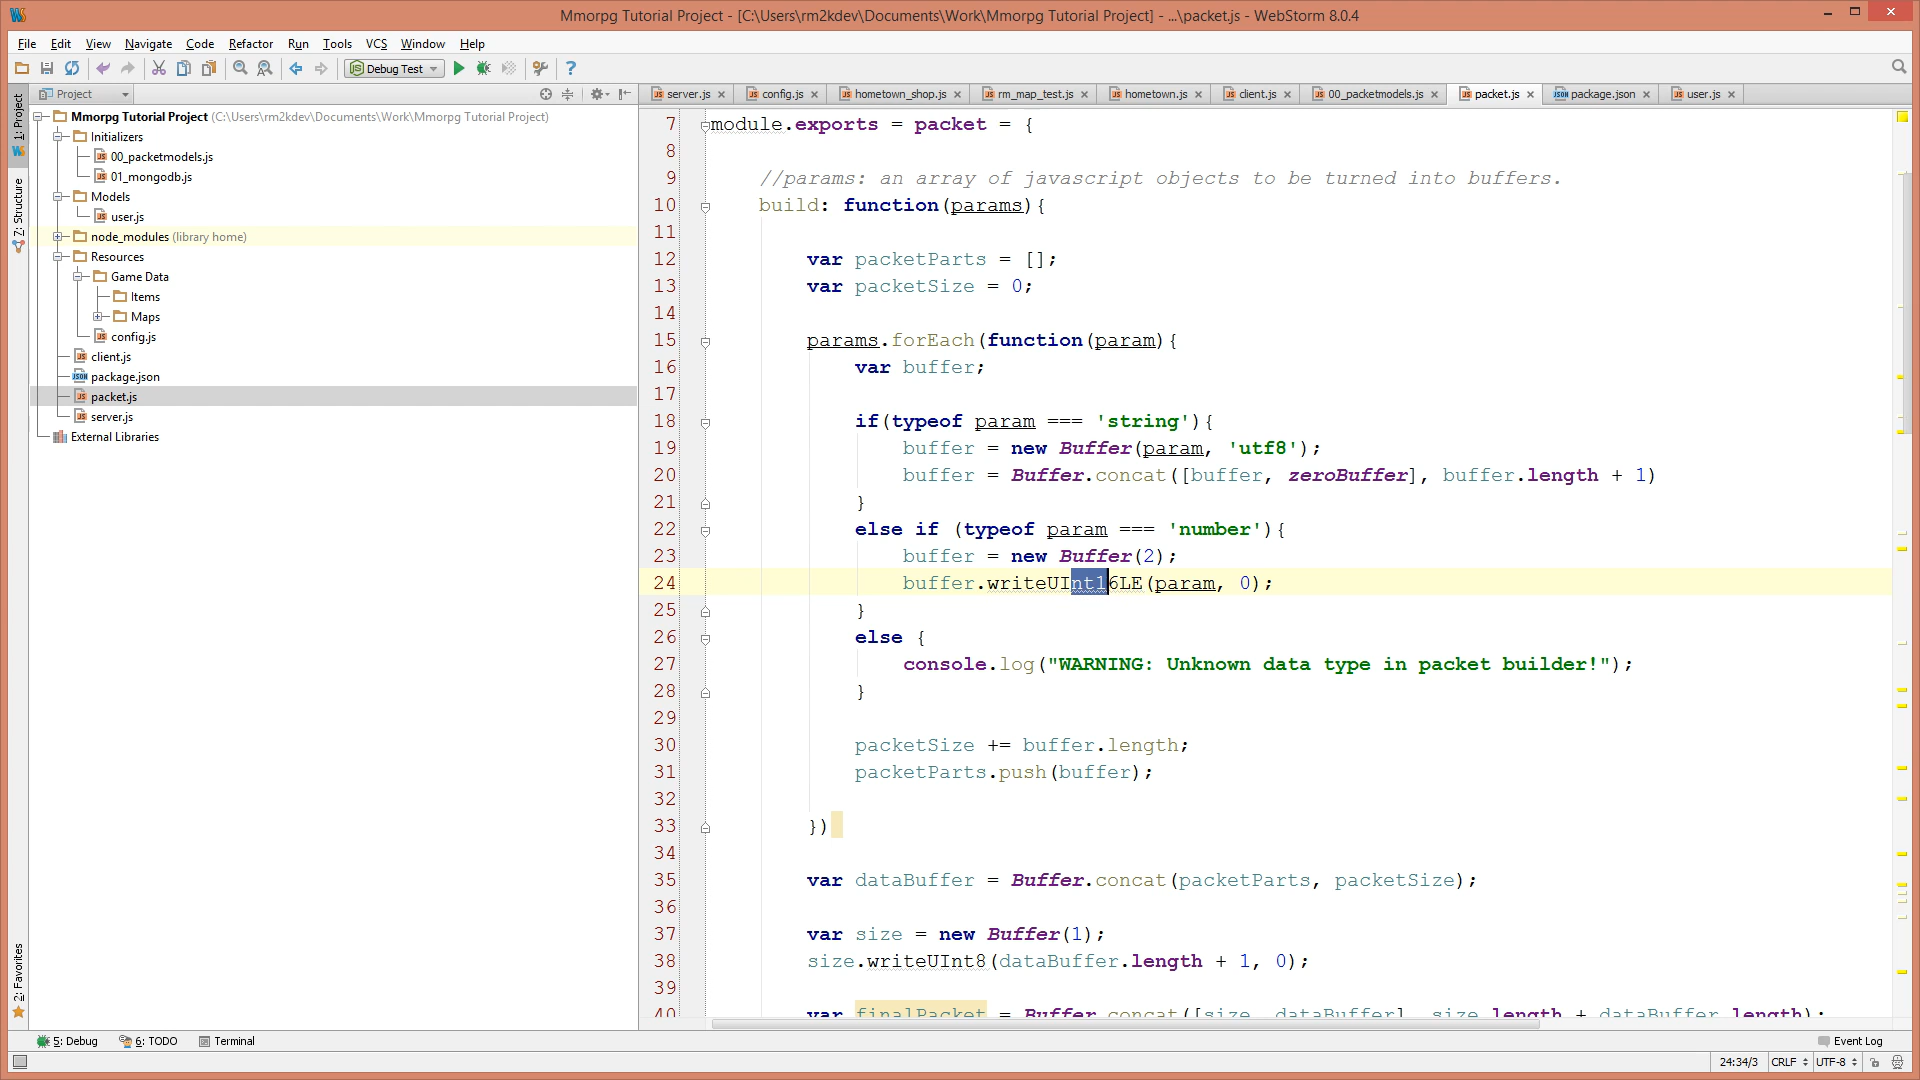 Mmorpg Tutorial Project - [C:\Users\rm2kdev\Documents\Work\Mmorpg Tutorial Project] - ...\packet.js - WebStorm 8.0.4
File Edit View Navigate Code Refactor Run Tools VCS Window Help
Debug Test
Project
server.js config.js hometown_shop.js rm_map_test.js hometown.js client.js 00_packetmodels.js packet.js package.json user.js
1: Project
7: Structure
2: Favorites
Mmorpg Tutorial Project (C:\Users\rm2kdev\Documents\Work\Mmorpg Tutorial Project)
Initializers
00_packetmodels.js
01_mongodb.js
Models
user.js
node_modules (library home)
Resources
Game Data
Items
Maps
config.js
client.js
package.json
packet.js
server.js
External Libraries
7 module.exports = packet = {
8
9 //params: an array of javascript objects to be turned into buffers.
10 build: function(params){
11
12 var packetParts = [];
13 var packetSize = 0;
14
15 params.forEach(function(param){
16 var buffer;
17
18 if(typeof param === 'string'){
19 buffer = new Buffer(param, 'utf8');
20 buffer = Buffer.concat([buffer, zeroBuffer], buffer.length + 1)
21 }
22 else if (typeof param === 'number'){
23 buffer = new Buffer(2);
24 buffer.writeUInt16LE(param, 0);
25 }
26 else {
27 console.log("WARNING: Unknown data type in packet builder!");
28 }
29
30 packetSize += buffer.length;
31 packetParts.push(buffer);
32
33 })
34
35 var dataBuffer = Buffer.concat(packetParts, packetSize);
36
37 var size = new Buffer(1);
38 size.writeUInt8(dataBuffer.length + 1, 0);
39
40 var finalPacket = Buffer.concat([size, dataBuffer], size.length + dataBuffer.length);
5: Debug 6: TODO Terminal Event Log
24:34/3 CRLF UTF-8